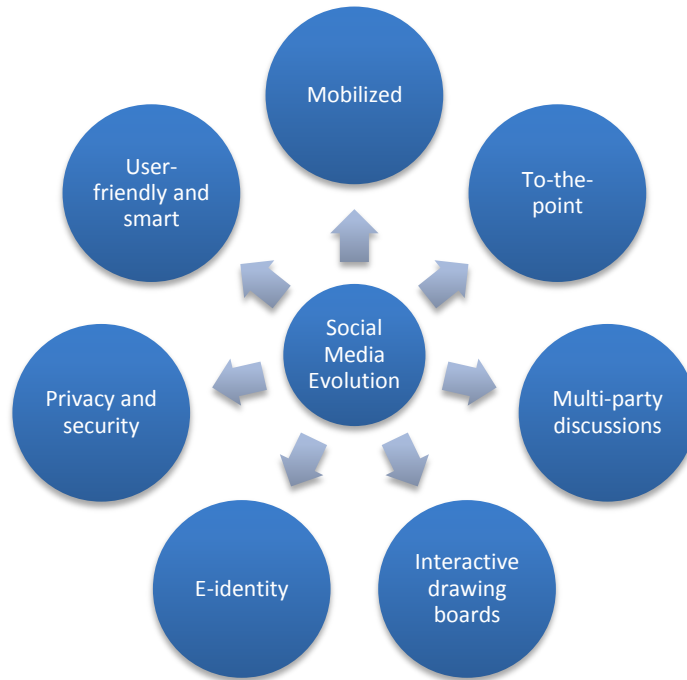 Mobilized
To-the-
point
Multi-party
discussions
Interactive
drawing
boards
E-identity
Privacy and
security
User-
friendly and
smart
Social
Media
Evolution